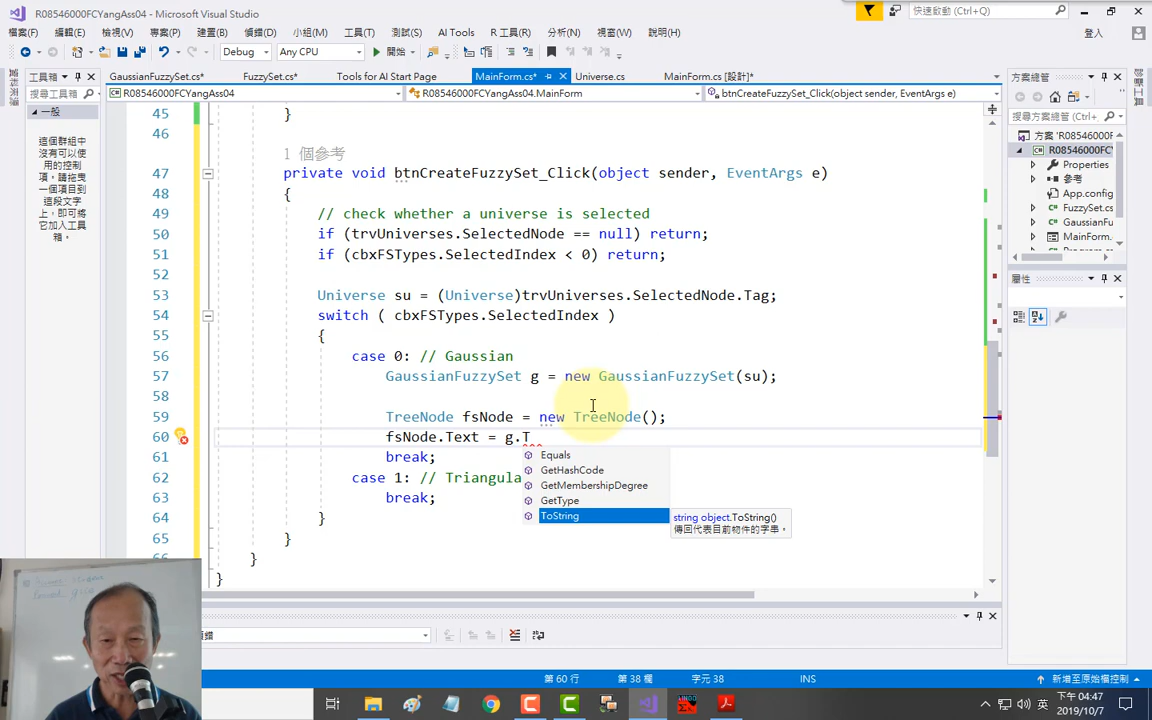 R08546000FCYangAss04 - Microsoft Visual Studio
快速啟動 (Ctrl+Q)
檔案(F) 編輯(E) 檢視(V) 專案(P) 建置(B) 偵錯(D) 小組(M) 工具(T) 測試(S) AI Tools R 工具(R) 分析(N) 視窗(W) 說明(H)
登入
Debug Any CPU 開始
工具箱
GaussianFuzzySet.cs* FuzzySet.cs* Tools for AI Start Page MainForm.cs* Universe.cs MainForm.cs [設計]*
方案總管
搜尋工具箱
R08546000FCYangAss04 R08546000FCYangAss04.MainForm btnCreateFuzzySet_Click(object sender, EventArgs e)
一般
這個群組中
沒有可以使
用的控制
項，請拖曳
一個項目到
這段文字
上，即可將
它加入工具
箱。
45 }
46
1 個參考
47 private void btnCreateFuzzySet_Click(object sender, EventArgs e)
48 {
49 // check whether a universe is selected
50 if (trvUniverses.SelectedNode == null) return;
51 if (cbxFSTypes.SelectedIndex < 0) return;
53 Universe su = (Universe)trvUniverses.SelectedNode.Tag;
54 switch ( cbxFSTypes.SelectedIndex )
55 {
56 case 0: // Gaussian
57 GaussianFuzzySet g = new GaussianFuzzySet(su);
59 TreeNode fsNode = new TreeNode();
60 fsNode.Text = g.T
61 break;
62 case 1: // Triangula
63 break;
64 }
65 }
66 }
}
Equals
GetHashCode
GetMembershipDegree
GetType
ToString
string object.ToString()
傳回代表目前物件的字串。
搜尋方案總管 (Ctrl+
方案 'R08546000F
R08546000FCY
Properties
參考
App.config
FuzzySet.cs
GaussianFu
MainForm.c
屬性
第 60 行 第 38 欄 字元 38 INS 新增至原始檔控制
英
下午 04:47
2019/10/7